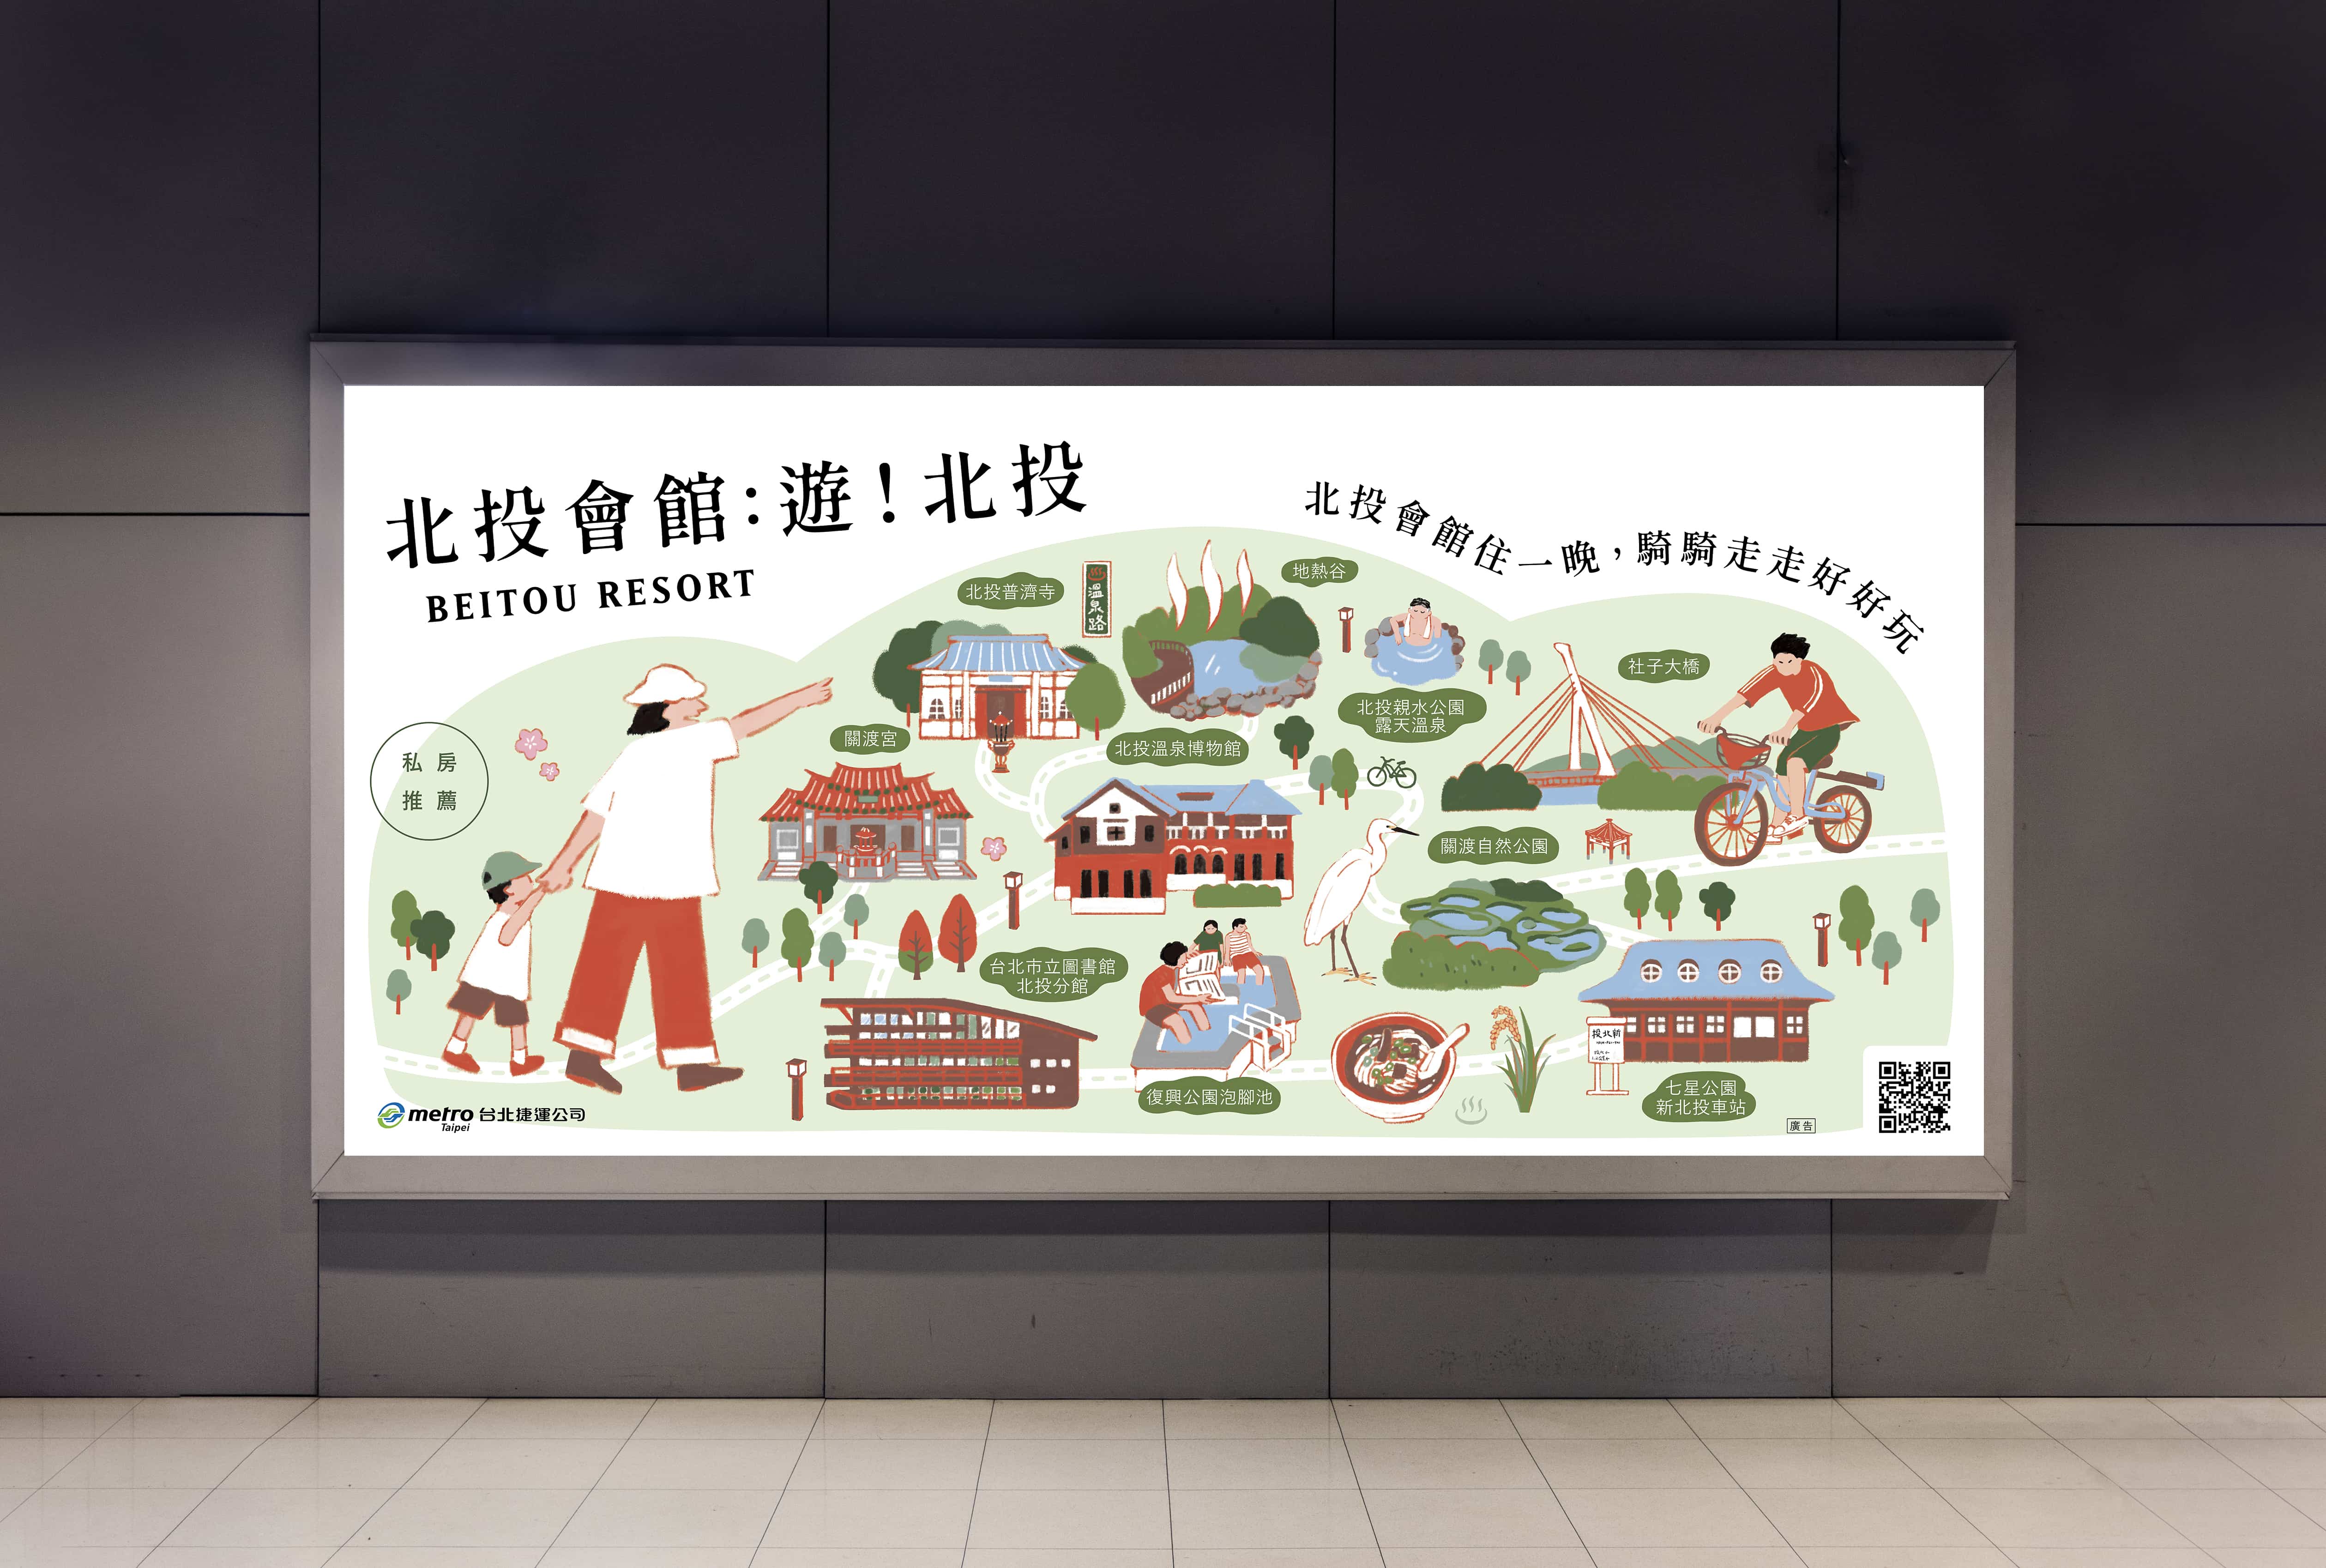 北投會館：遊！北投
BEITOU RESORT
北投會館住一晚，騎騎走走好好玩
私房
推薦
北投普濟寺
溫泉路
地熱谷
北投親水公園
露天溫泉
社子大橋
關渡宮
北投溫泉博物館
關渡自然公園
台北市立圖書館
北投分館
復興公園泡腳池
投北新
七星公園
新北投車站
metro 台北捷運公司
Taipei
廣告